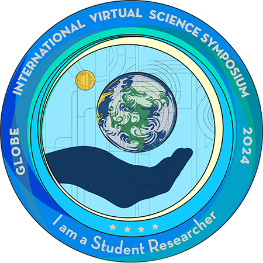 GLOBE INTERNATIONAL VIRTUAL SCIENCE SYMPOSIUM 2024
I am a Student Researcher